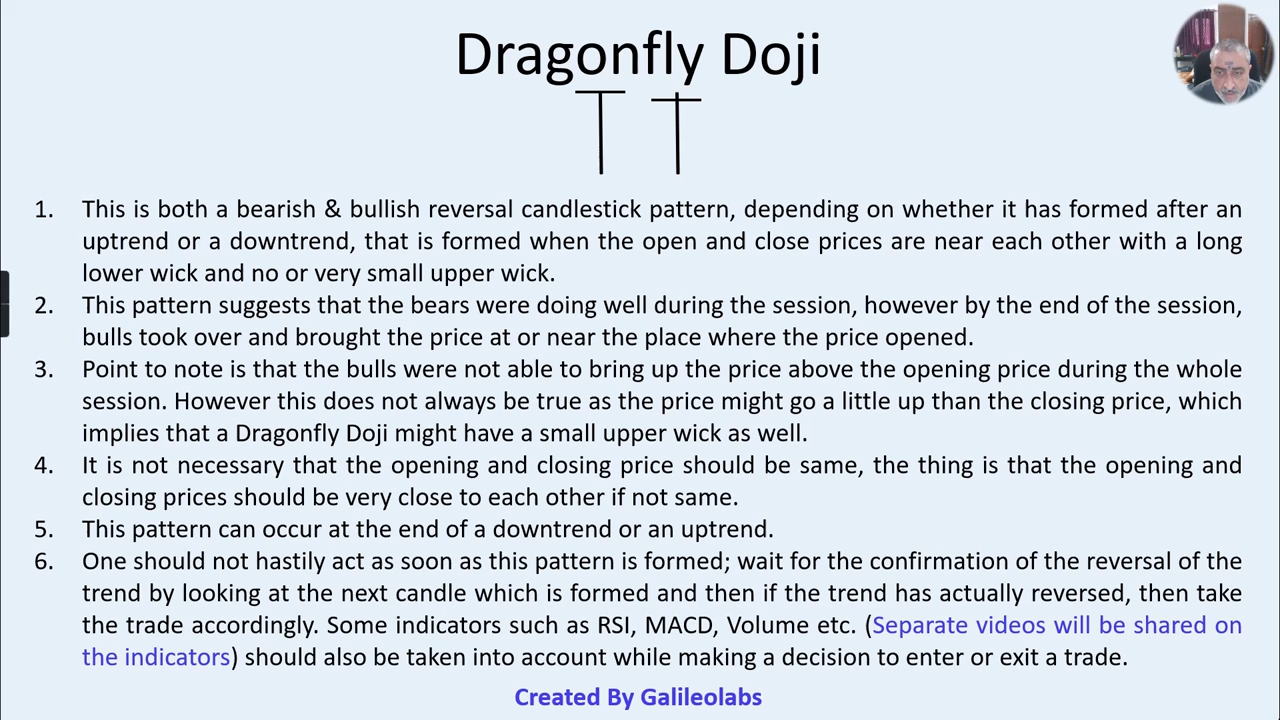 Dragonfly Doji
1. This is both a bearish & bullish reversal candlestick pattern, depending on whether it has formed after an
uptrend or a downtrend, that is formed when the open and close prices are near each other with a long
lower wick and no or very small upper wick.
2. This pattern suggests that the bears were doing well during the session, however by the end of the session,
bulls took over and brought the price at or near the place where the price opened.
3. Point to note is that the bulls were not able to bring up the price above the opening price during the whole
session. However this does not always be true as the price might go a little up than the closing price, which
implies that a Dragonfly Doji might have a small upper wick as well.
4. It is not necessary that the opening and closing price should be same, the thing is that the opening and
closing prices should be very close to each other if not same.
5. This pattern can occur at the end of a downtrend or an uptrend.
6. One should not hastily act as soon as this pattern is formed; wait for the confirmation of the reversal of the
trend by looking at the next candle which is formed and then if the trend has actually reversed, then take
the trade accordingly. Some indicators such as RSI, MACD, Volume etc. (Separate videos will be shared on
the indicators) should also be taken into account while making a decision to enter or exit a trade.
Created By Galileolabs